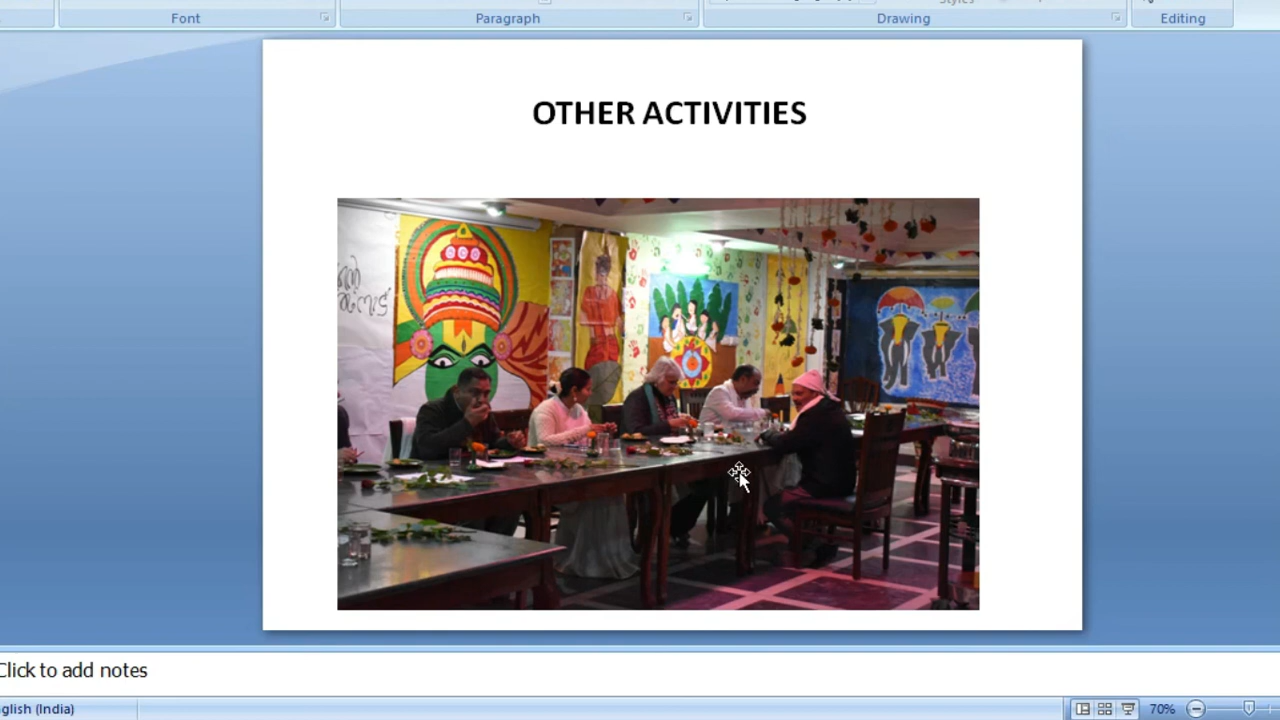 Font
Paragraph
Drawing
Editing
OTHER ACTIVITIES
Click to add notes
glish (India)
70%